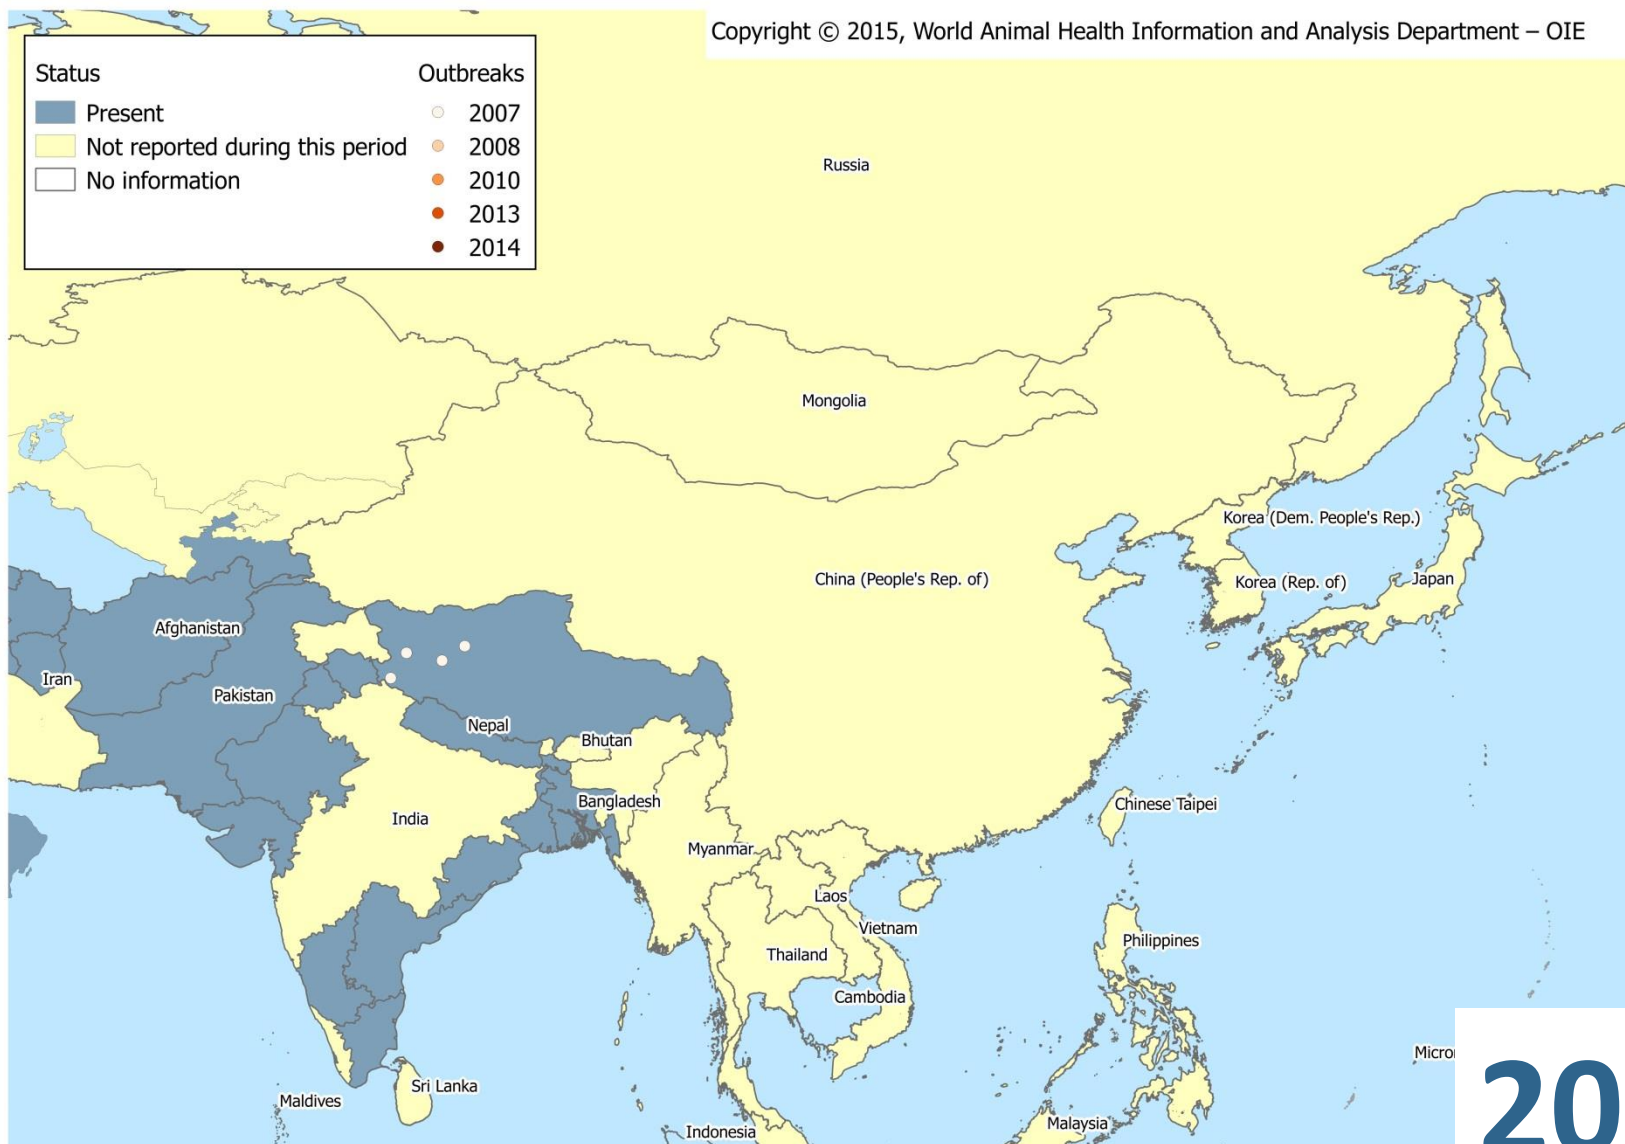 Copyright © 2015, World Animal Health Information and Analysis Department – OIE
Status
Outbreaks
Present
2007
Not reported during this period
2008
No information
2010
2013
2014
Russia
Mongolia
Korea (Dem. People's Rep.)
China (People's Rep. of)
Korea (Rep. of)
Japan
Afghanistan
Iran
Pakistan
Nepal
Bhutan
Bangladesh
Chinese Taipei
India
Myanmar
Laos
Vietnam
Philippines
Thailand
Cambodia
Micro
Sri Lanka
Maldives
Malaysia
Indonesia
20